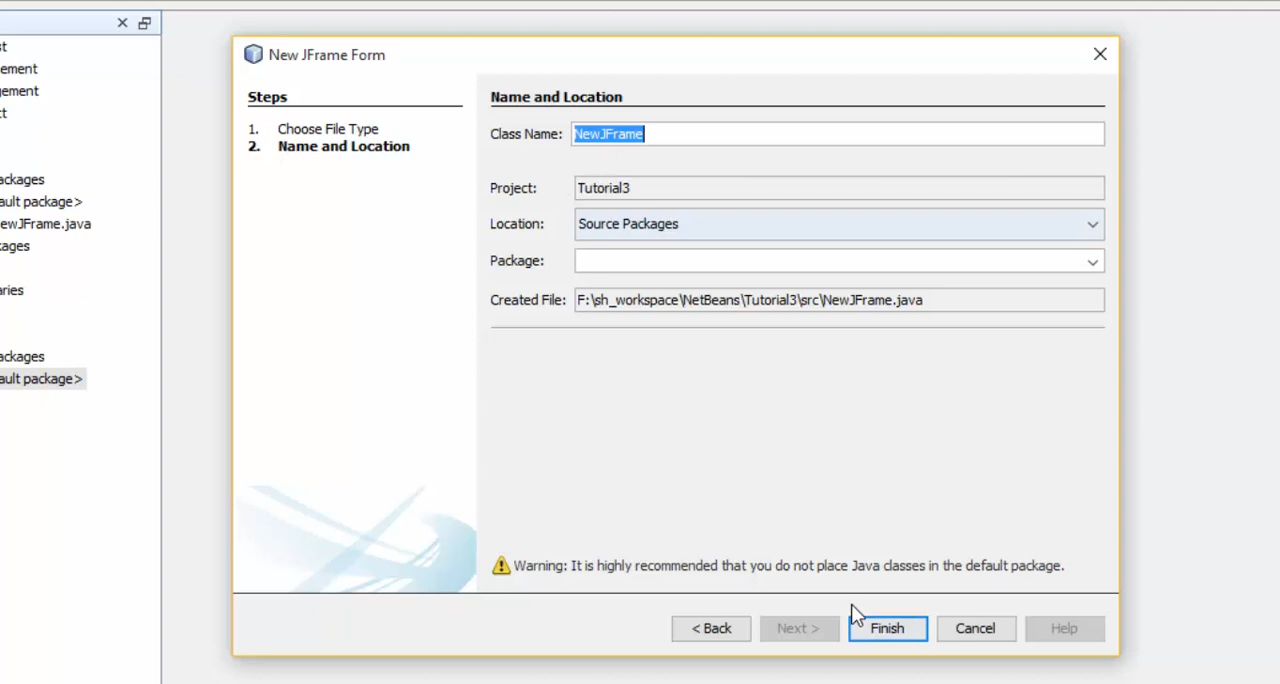 st
ement
gement
ct
ackages
ault package>
ewJFrame.java
kages
aries
ackages
ault package>
New JFrame Form
Steps
1. Choose File Type
2. Name and Location
Name and Location
Class Name: NewJFrame
Project: Tutorial3
Location: Source Packages
Package:
Created File: F:\sh_workspace\NetBeans\Tutorial3\src\NewJFrame.java
Warning: It is highly recommended that you do not place Java classes in the default package.
< Back Next > Finish Cancel Help